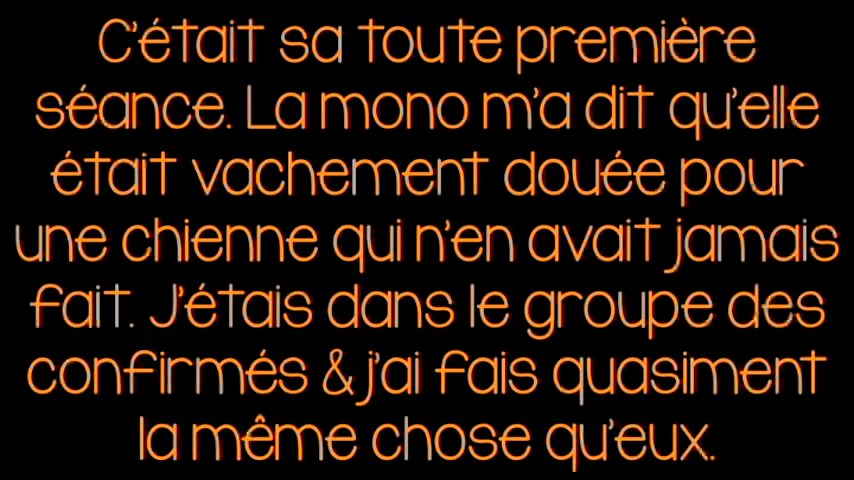 C'était sa toute première
séance. La mono m'a dit qu'elle
était vachement douée pour
une chienne qui n'en avait jamais
fait. J'étais dans le groupe des
confirmés & j'ai fais quasiment
la même chose qu'eux.